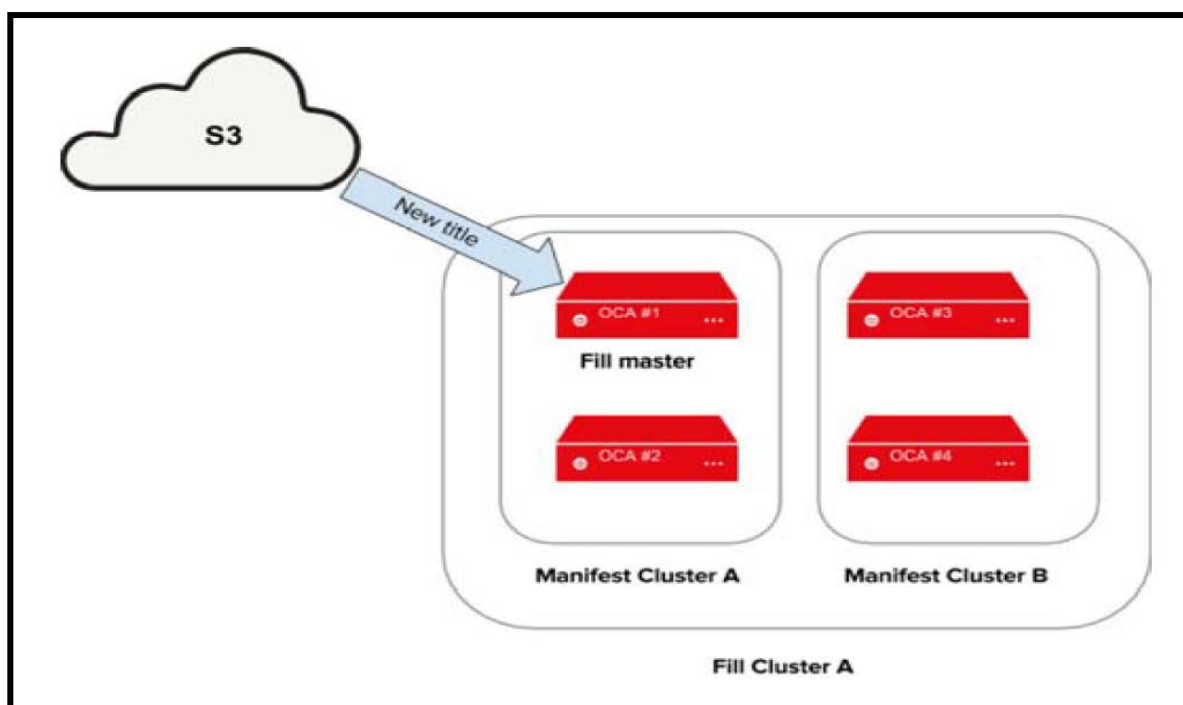 S3
New title
OCA #1
OCA #3
Fill master
OCA #2
OCA #4
Manifest Cluster A
Manifest Cluster B
Fill Cluster A